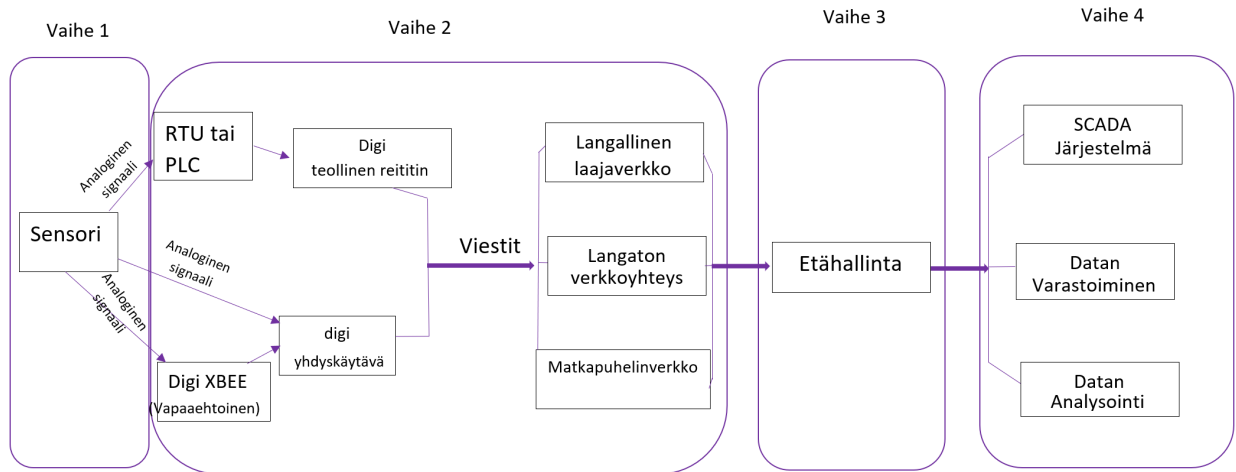 Vaihe 1
Vaihe 2
Vaihe 3
Vaihe 4
Sensori
Analoginen
signaali
Analoginen
signaali
Analoginen
signaali
RTU tai
PLC
Digi
teollinen reititin
digi
yhdyskäytävä
Digi XBEE
(Vapaaehtoinen)
Viestit
Langallinen
laajaverkko
Langaton
verkkoyhteys
Matkapuhelinverkko
Etähallinta
SCADA
Järjestelmä
Datan
Varastoiminen
Datan
Analysointi